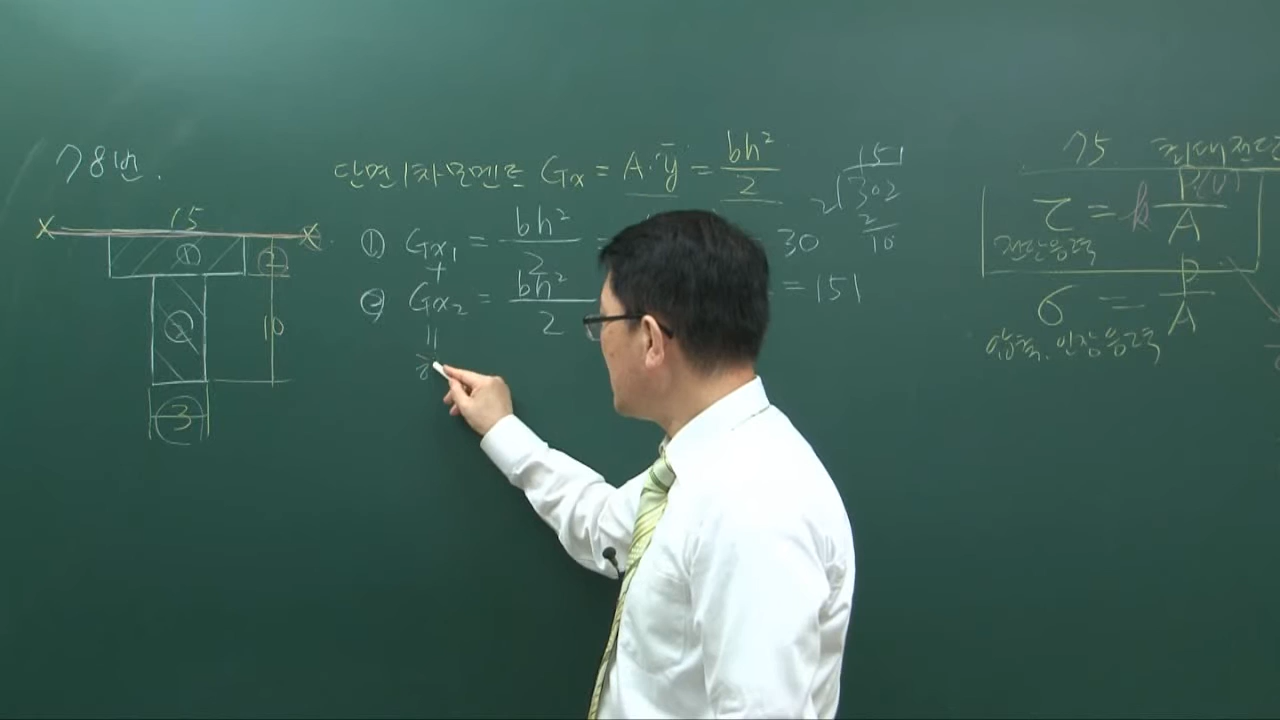 78번.
X 15 X
① 2
② 10
3
단면1차모멘트 Gx = A·ȳ = bh²/2
① Gx₁ = bh²/2 = 30
+
② Gx₂ = bh²/2 = 151
=
151
2√302
2
10
75. 최대전단
τ = k P(V)/A
전단응력
σ = P/A
압축.인장응력